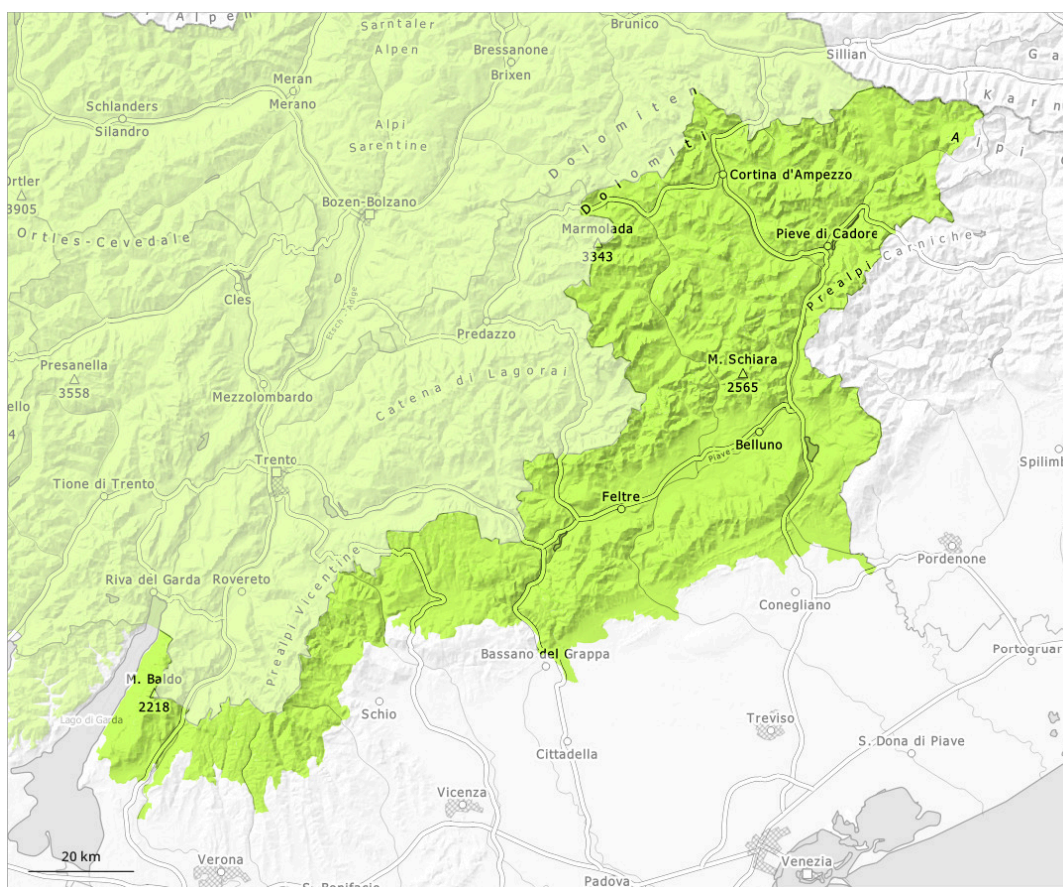 Alpen
Sarntaler
Alpen
Bressanone
Brixen
Brunico
Sillian
G a
K a r n
Schlanders
Silandro
Meran
Merano
Alpi
Sarentine
D o l o m i t e n
D o l o m i t i
A
l p i
Cortina d'Ampezzo
Ortler
3905
Bozen-Bolzano
Ortles-Cevedale
Marmolada
3343
Pieve di Cadore
Prealpi Carniche
Cles
Etsch - Adige
Predazzo
Presanella
3558
ello
4
Catena di Lagorai
M. Schiara
2565
Mezzolombardo
Belluno
Piave
Trento
Tione di Trento
Feltre
Spilimb
Riva del Garda
Rovereto
Prealpi Vicentine
Pordenone
Conegliano
M. Baldo
2218
Lago di Garda
Bassano del Grappa
Portogruar
Schio
Treviso
Cittadella
S. Dona di Piave
Vicenza
20 km
Verona
S. Bonifacio
Padova
Venezia